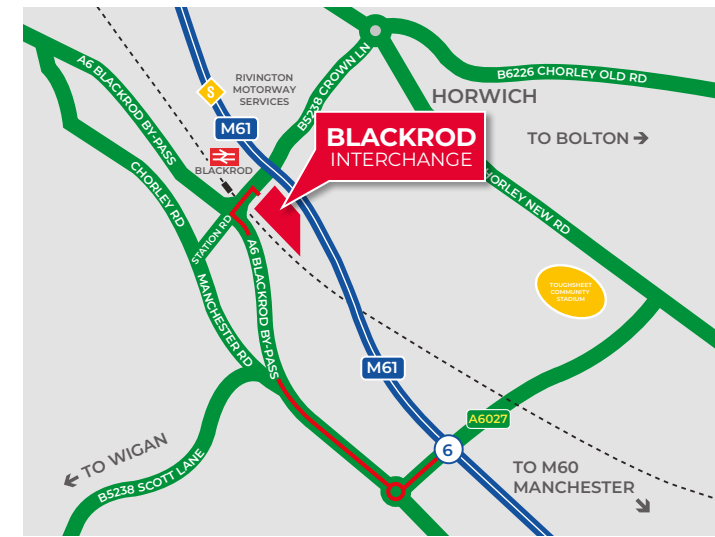 A6 BLACKROD BY-PASS
RIVINGTON
MOTORWAY
SERVICES
S
B5238 CROWN LN
B6226 CHORLEY OLD RD
HORWICH
M61
BLACKROD
INTERCHANGE
TO BOLTON
BLACKROD
CHORLEY RD
CHORLEY NEW RD
STATION RD
A6 BLACKROD BY-PASS
MANCHESTER RD
TOUGHSHEET
COMMUNITY
STADIUM
M61
A6027
6
TO WIGAN
B5238 SCOTT LANE
TO M60
MANCHESTER